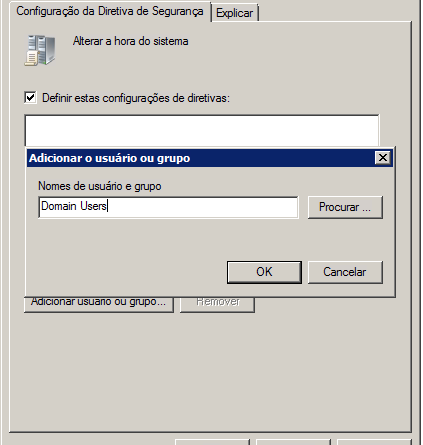 Configuração da Diretiva de Segurança
Explicar
Alterar a hora do sistema
Definir estas configurações de diretivas:
Adicionar o usuário ou grupo
Nomes de usuário e grupo
Domain Users
Procurar ...
OK
Cancelar
Adicionar usuário ou grupo...
Remover